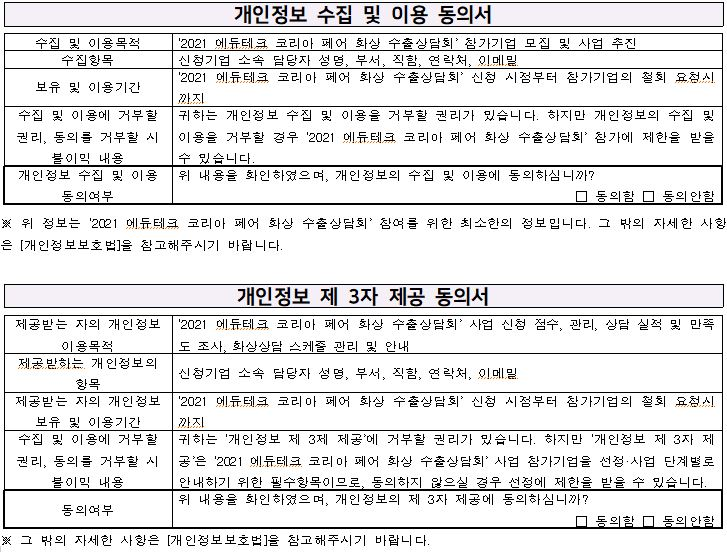 개인정보 수집 및 이용 동의서
수집 및 이용목적
'2021 에듀테크 코리아 페어 화상 수출상담회' 참가기업 모집 및 사업 추진
수집항목
신청기업 소속 담당자 성명, 부서, 직함, 연락처, 이메일
보유 및 이용기간
'2021 에듀테크 코리아 페어 화상 수출상담회' 신청 시점부터 참가기업의 철회 요청시
까지
수집 및 이용에 거부할
권리, 동의를 거부할 시
불이익 내용
귀하는 개인정보 수집 및 이용을 거부할 권리가 있습니다. 하지만 개인정보의 수집 및
이용을 거부할 경우 '2021 에듀테크 코리아 페어 화상 수출상담회' 참가에 제한을 받을
수 있습니다.
개인정보 수집 및 이용
동의여부
위 내용을 확인하였으며, 개인정보의 수집 및 이용에 동의하십니까?
□ 동의함 □ 동의안함
※ 위 정보는 '2021 에듀테크 코리아 페어 화상 수출상담회' 참여를 위한 최소한의 정보입니다. 그 밖의 자세한 사항
은 [개인정보보호법]을 참고해주시기 바랍니다.
개인정보 제 3자 제공 동의서
제공받는 자의 개인정보
이용목적
'2021 에듀테크 코리아 페어 화상 수출상담회' 사업 신청 접수, 관리, 상담 실적 및 만족
도 조사, 화상상담 스케줄 관리 및 안내
제공받하는 개인정보의
항목
신청기업 소속 담당자 성명, 부서, 직함, 연락처, 이메일
제공받는 자의 개인정보
보유 및 이용기간
'2021 에듀테크 코리아 페어 화상 수출상담회' 신청 시점부터 참가기업의 철회 요청시
까지
수집 및 이용에 거부할
권리, 동의를 거부할 시
불이익 내용
귀하는 '개인정보 제 3제 제공'에 거부할 권리가 있습니다. 하지만 '개인정보 제 3자 제
공'은 '2021 에듀테크 코리아 페어 화상 수출상담회' 사업 참가기업을 선정·사업 단계별로
안내하기 위한 필수항목이므로, 동의하지 않으실 경우 선정에 제한을 받을 수 있습니다.
동의여부
위 내용을 확인하였으며, 개인정보의 제 3자 제공에 동의하십니까?
□ 동의함 □ 동의안함
※ 그 밖의 자세한 사항은 [개인정보보호법]을 참고해주시기 바랍니다.